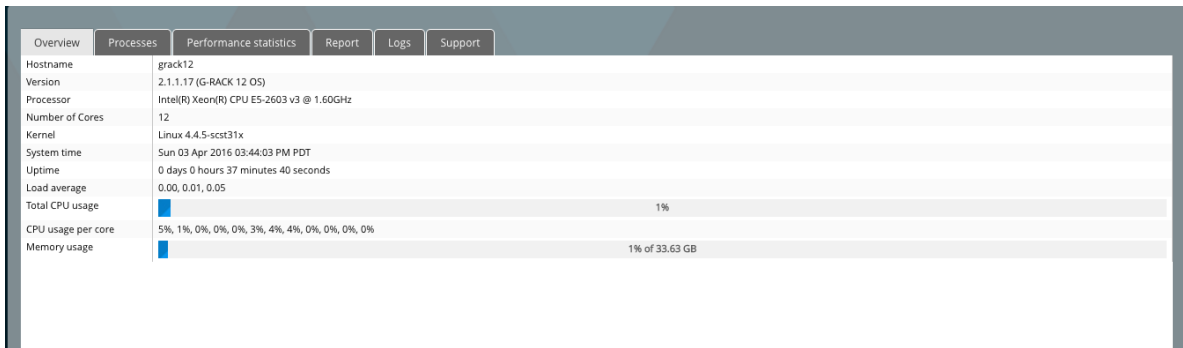 Overview Processes Performance statistics Report Logs Support
Hostname grack12
Version 2.1.1.17 (G-RACK 12 OS)
Processor Intel(R) Xeon(R) CPU E5-2603 v3 @ 1.60GHz
Number of Cores 12
Kernel Linux 4.4.5-scst31x
System time Sun 03 Apr 2016 03:44:03 PM PDT
Uptime 0 days 0 hours 37 minutes 40 seconds
Load average 0.00, 0.01, 0.05
Total CPU usage 1%
CPU usage per core 5%, 1%, 0%, 0%, 0%, 3%, 4%, 4%, 0%, 0%, 0%, 0%
Memory usage 1% of 33.63 GB